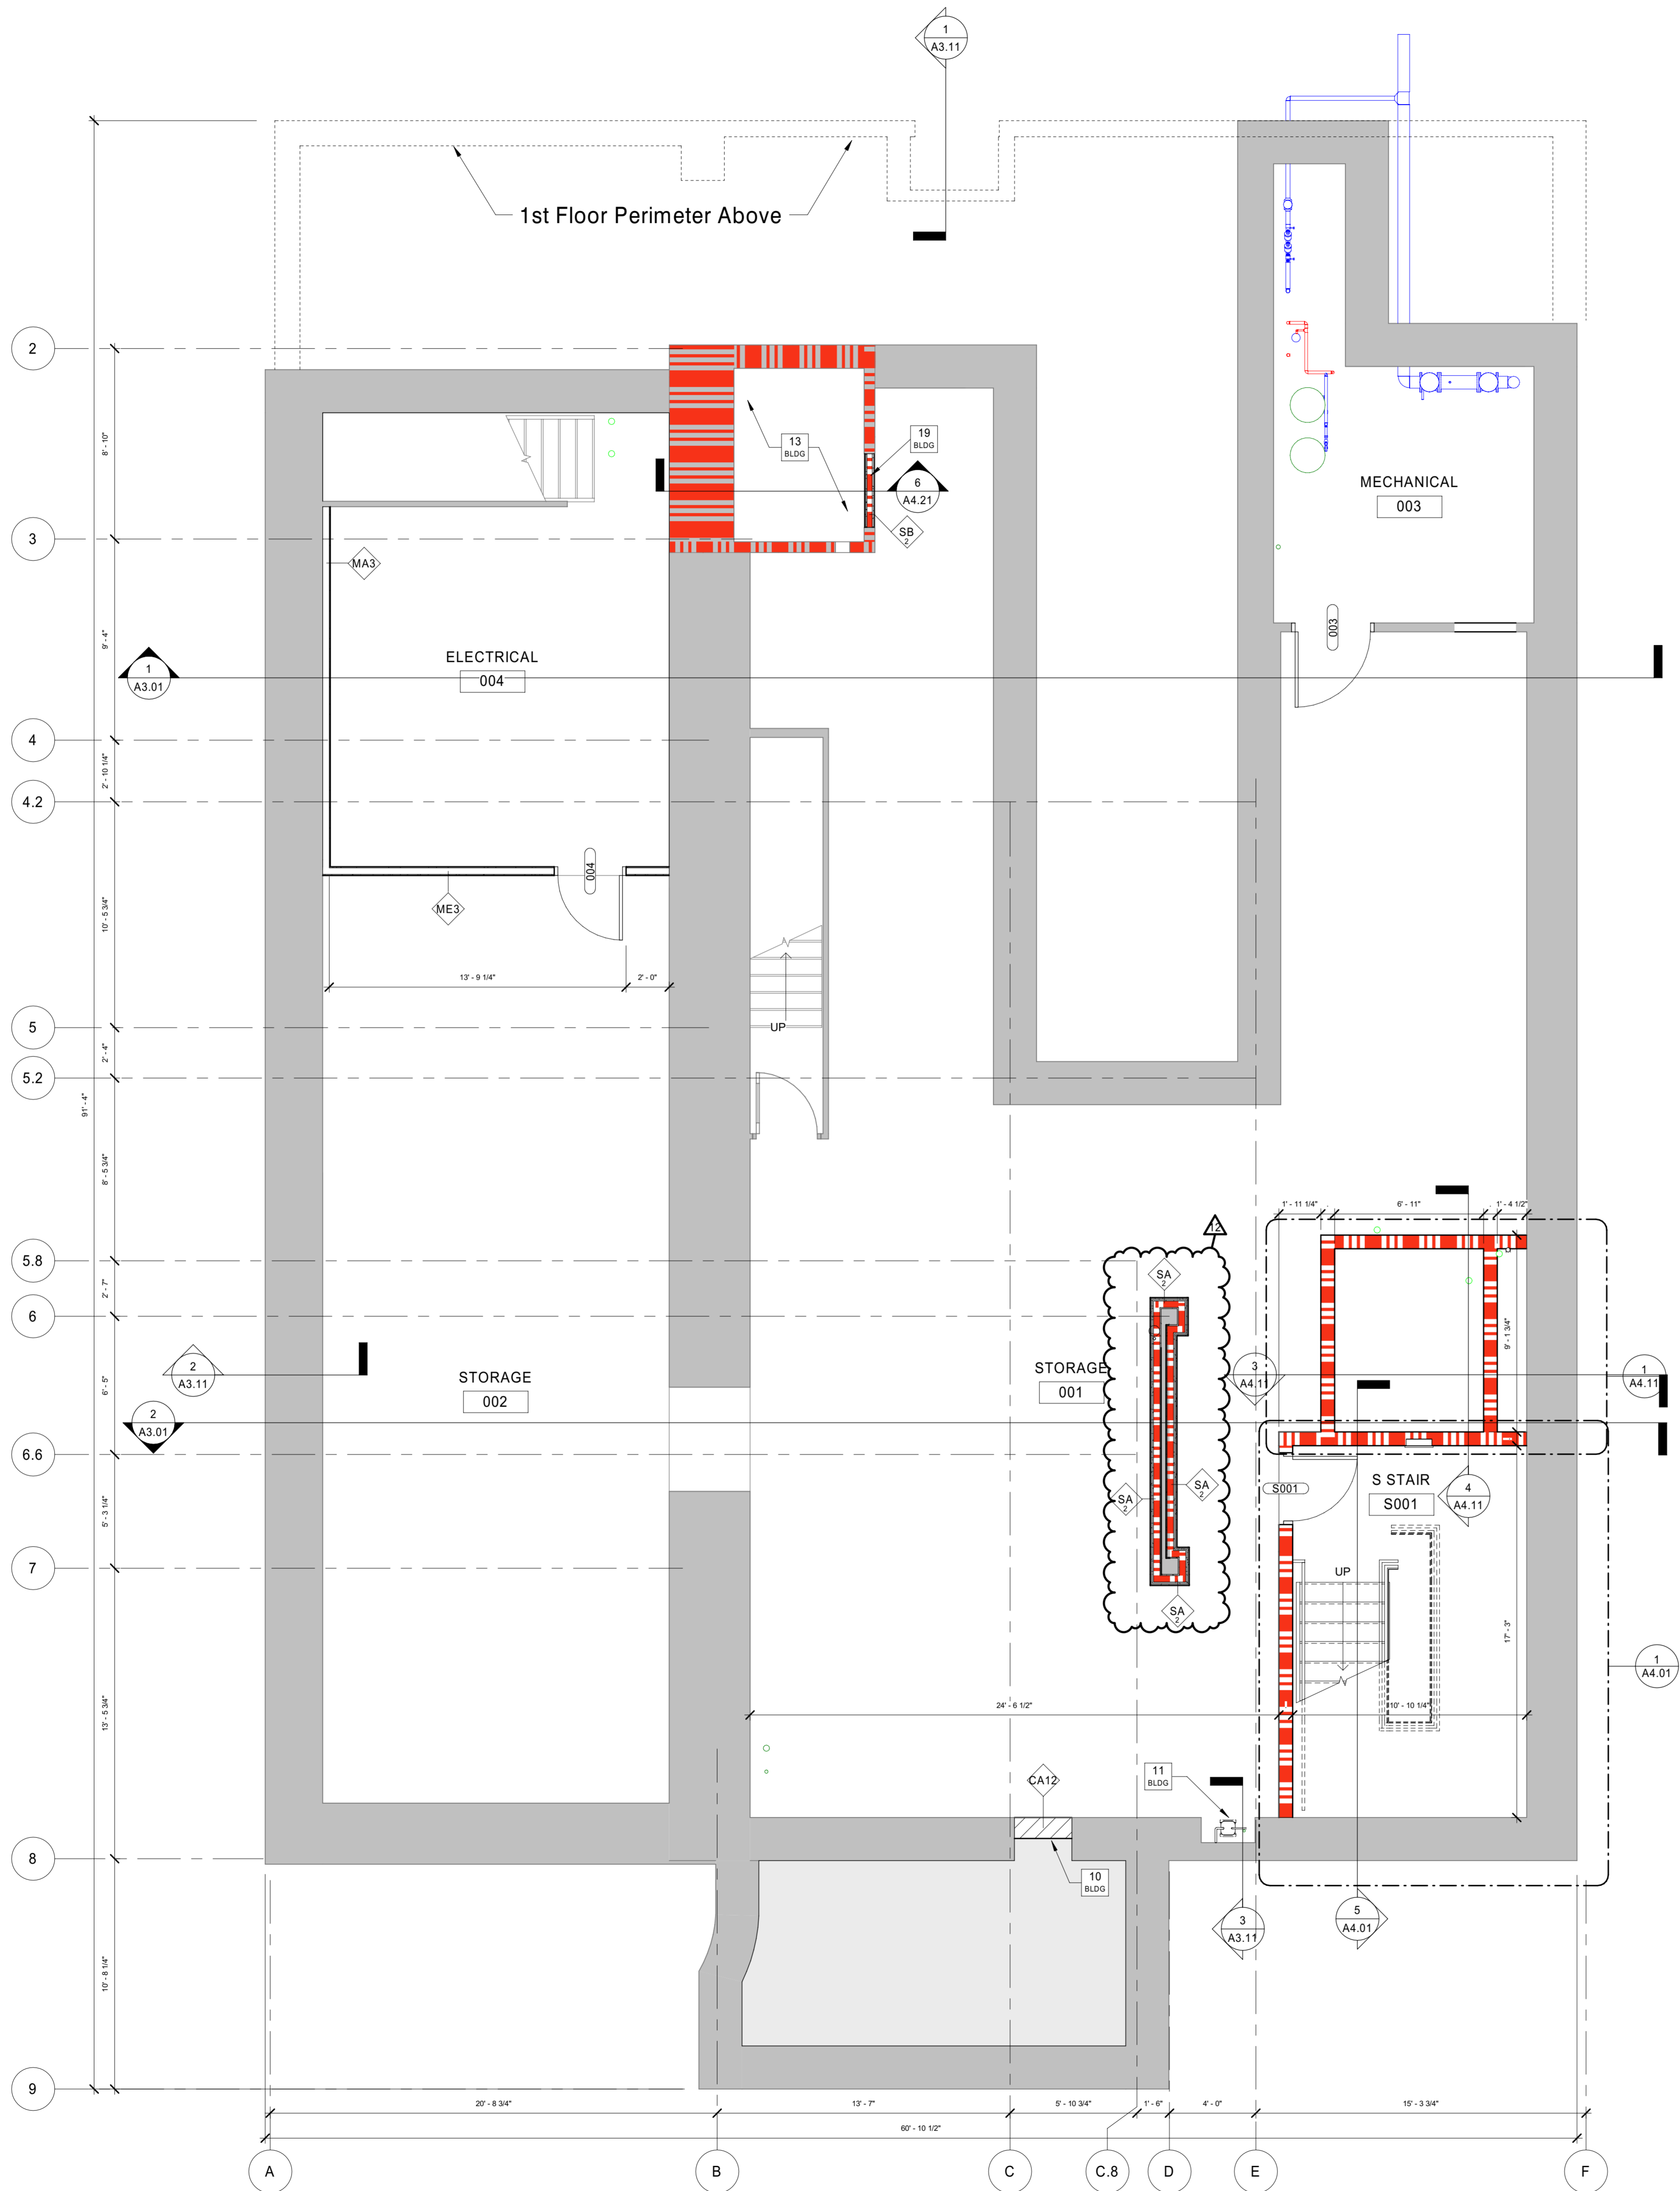 1
A3.11
1st Floor Perimeter Above
2
8' - 10"
13
BLDG
19
BLDG
6
A4.21
SB
2
MECHANICAL
003
3
MA3
9' - 4"
003
ELECTRICAL
004
1
A3.01
4
2' - 10 1/4"
4.2
004
ME3
10' - 5 3/4"
13' - 9 1/4"
2' - 0"
5
UP
2' - 4"
5.2
91' - 4"
8' - 5 3/4"
1' - 11 1/4"
6' - 11"
1' - 4 1/2"
12
5.8
SA
2
2' - 7"
6
9' - 1 3/4"
2
A3.11
STORAGE
002
STORAGE
001
3
A4.11
1
A4.11
6' - 5"
2
A3.01
6.6
S STAIR
S001
S001
4
A4.11
SA
2
SA
2
5' - 3 1/4"
7
UP
SA
2
17' - 3"
1
A4.01
24' - 6 1/2"
10' - 10 1/4"
13' - 5 3/4"
CA12
11
BLDG
8
10
BLDG
3
A3.11
5
A4.01
10' - 8 1/4"
9
20' - 8 3/4"
13' - 7"
5' - 10 3/4"
1' - 6"
4' - 0"
15' - 3 3/4"
60' - 10 1/2"
A
B
C
C.8
D
E
F